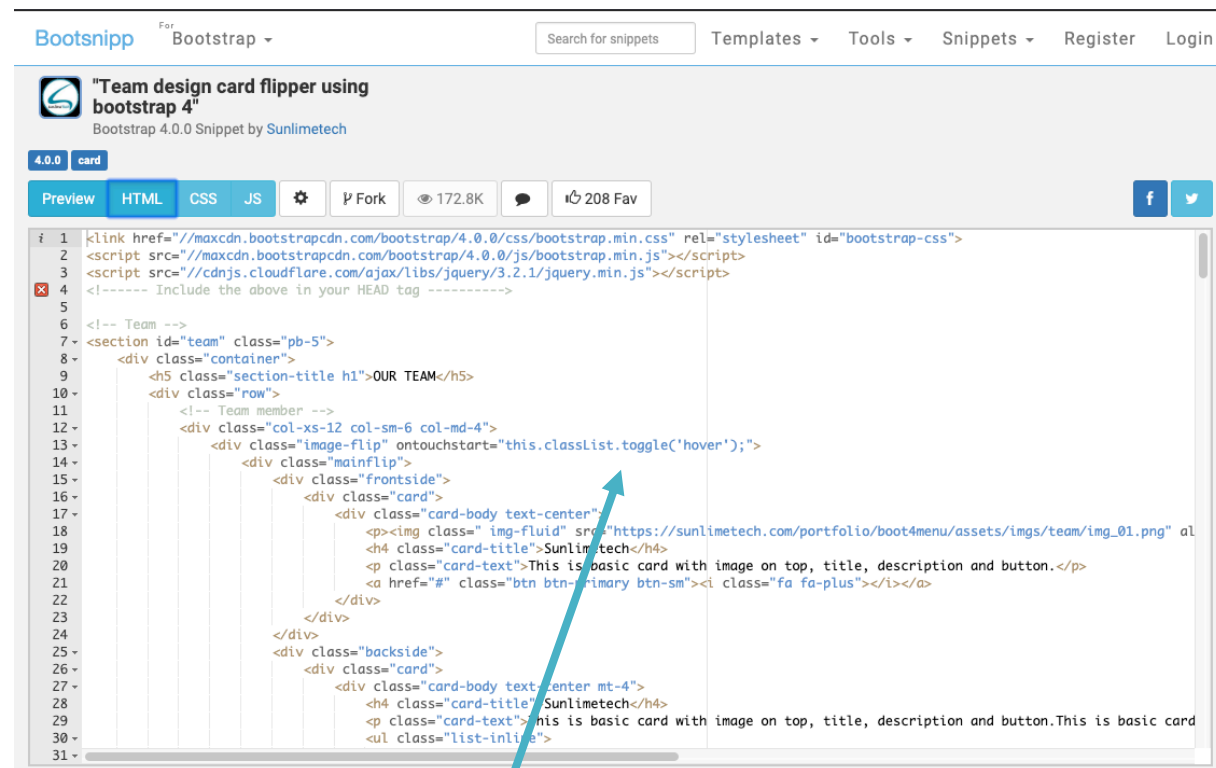 Bootsnipp For Bootstrap Search for snippets Templates Tools Snippets Register Login
"Team design card flipper using
bootstrap 4"
Bootstrap 4.0.0 Snippet by Sunlimetech
4.0.0 card
Preview HTML CSS JS Fork 172.8K 208 Fav
i 1 <link href="//maxcdn.bootstrapcdn.com/bootstrap/4.0.0/css/bootstrap.min.css" rel="stylesheet" id="bootstrap-css">
2 <script src="//maxcdn.bootstrapcdn.com/bootstrap/4.0.0/js/bootstrap.min.js"></script>
3 <script src="//cdnjs.cloudflare.com/ajax/libs/jquery/3.2.1/jquery.min.js"></script>
4 <!------ Include the above in your HEAD tag ---------->
5
6 <!-- Team -->
7 <section id="team" class="pb-5">
8 <div class="container">
9 <h5 class="section-title h1">OUR TEAM</h5>
10 <div class="row">
11 <!-- Team member -->
12 <div class="col-xs-12 col-sm-6 col-md-4">
13 <div class="image-flip" ontouchstart="this.classList.toggle('hover');">
14 <div class="mainflip">
15 <div class="frontside">
16 <div class="card">
17 <div class="card-body text-center">
18 <p><img class=" img-fluid" src="https://sunlimetech.com/portfolio/boot4menu/assets/imgs/team/img_01.png" al
19 <h4 class="card-title">Sunlimetech</h4>
20 <p class="card-text">This is basic card with image on top, title, description and button.</p>
21 <a href="#" class="btn btn-primary btn-sm"><i class="fa fa-plus"></i></a>
22 </div>
23 </div>
24 </div>
25 <div class="backside">
26 <div class="card">
27 <div class="card-body text-center mt-4">
28 <h4 class="card-title">Sunlimetech</h4>
29 <p class="card-text">This is basic card with image on top, title, description and button.This is basic card
30 <ul class="list-inline">
31